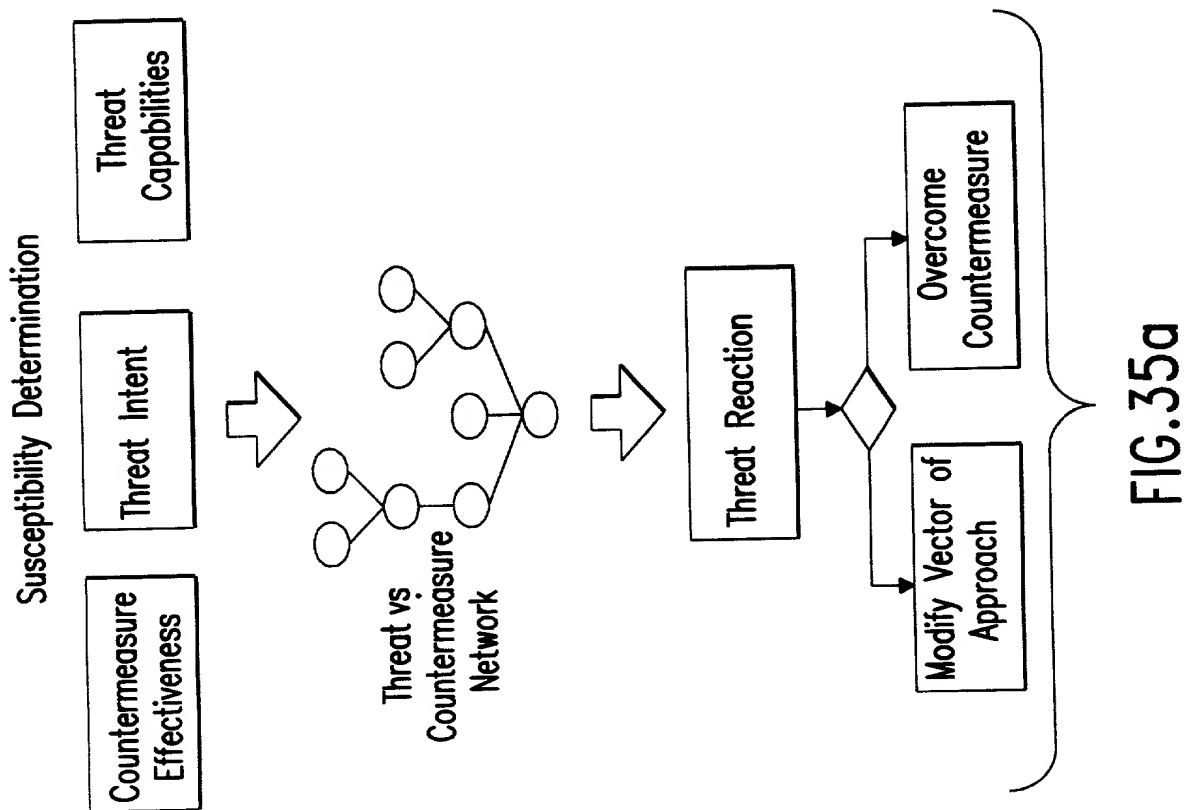 Susceptibility Determination
Countermeasure
Effectiveness
Threat Intent
Threat
Capabilities
Threat vs
Countermeasure
Network
Threat Reaction
Modify Vector of
Approach
Overcome
Countermeasure
FIG.35a